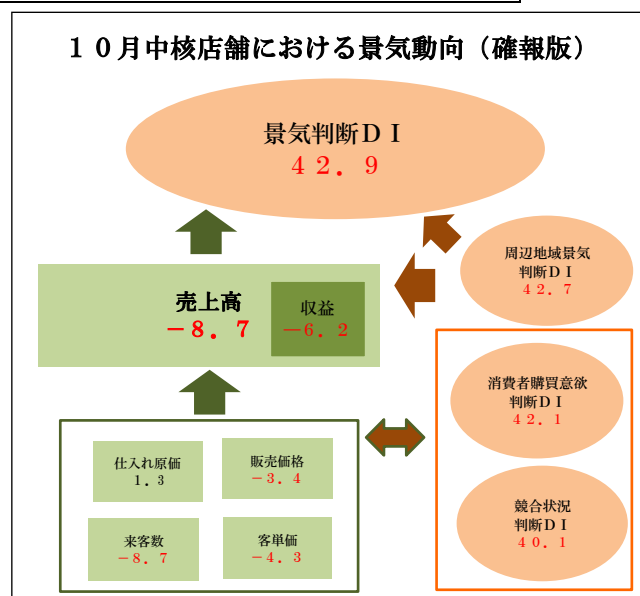 １０月中核店舗における景気動向（確報版）
景気判断ＤＩ
４２．９
周辺地域景気
判断ＤＩ
４２．７
売上高
－８．７
収益
－６．２
消費者購買意欲
判断ＤＩ
４２．１
仕入れ原価
１．３
販売価格
－３．４
来客数
－８．７
客単価
－４．３
競合状況
判断ＤＩ
４０．１